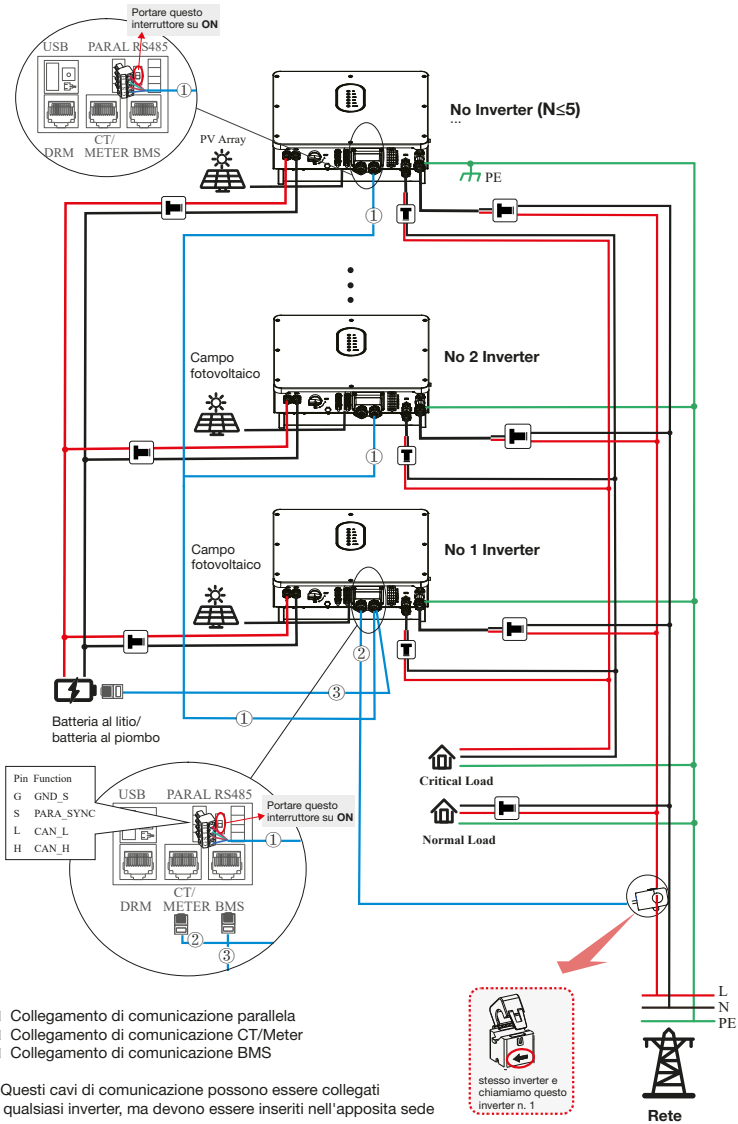 Portare questo
interruttore su ON
USB PARAL RS485
①
DRM CT/
METER BMS
PV Array
No Inverter (N≤5)
...
PE
①
Campo
fotovoltaico
No 2 Inverter
①
Campo
fotovoltaico
No 1 Inverter
②
③
①
Batteria al litio/
batteria al piombo
Critical Load
Normal Load
Pin Function
G GND_S
S PARA_SYNC
L CAN_L
H CAN_H
USB PARAL RS485
Portare questo
interruttore su ON
①
DRM CT/
METER BMS
②
③
L
N
PE
Rete
stesso inverter e
chiamiamo questo
inverter n. 1
Collegamento di comunicazione parallela
Collegamento di comunicazione CT/Meter
Collegamento di comunicazione BMS
Questi cavi di comunicazione possono essere collegati
qualsiasi inverter, ma devono essere inseriti nell'apposita sede